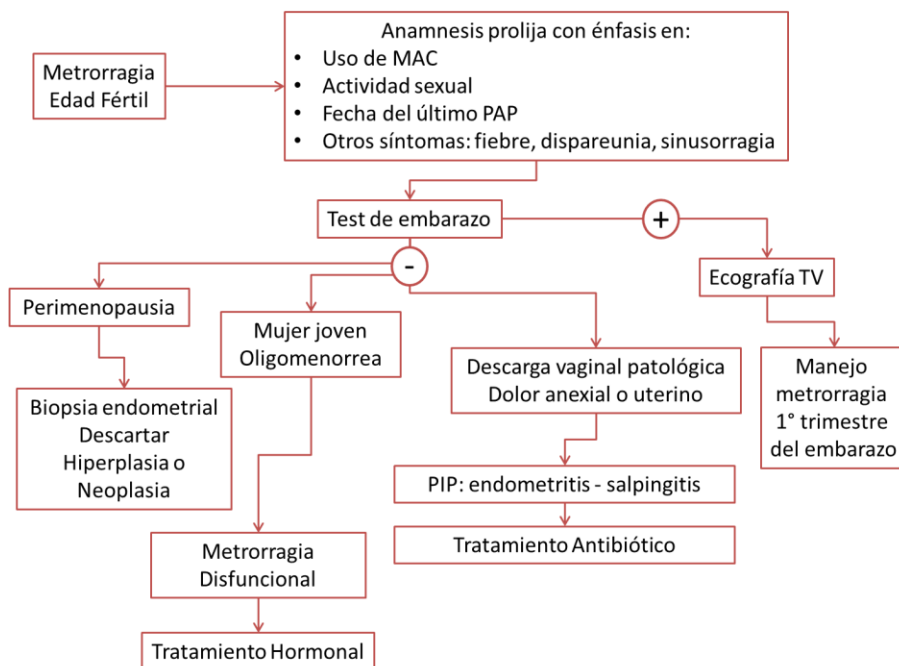 Metrorragia
Edad Fértil
Anamnesis prolija con énfasis en:
• Uso de MAC
• Actividad sexual
• Fecha del último PAP
• Otros síntomas: fiebre, dispareunia, sinusorragia
Test de embarazo
+
-
Ecografía TV
Perimenopausia
Mujer joven
Oligomenorrea
Descarga vaginal patológica
Dolor anexial o uterino
Manejo
metrorragia
1° trimestre
del embarazo
Biopsia endometrial
Descartar
Hiperplasia o
Neoplasia
PIP: endometritis - salpingitis
Tratamiento Antibiótico
Metrorragia
Disfuncional
Tratamiento Hormonal